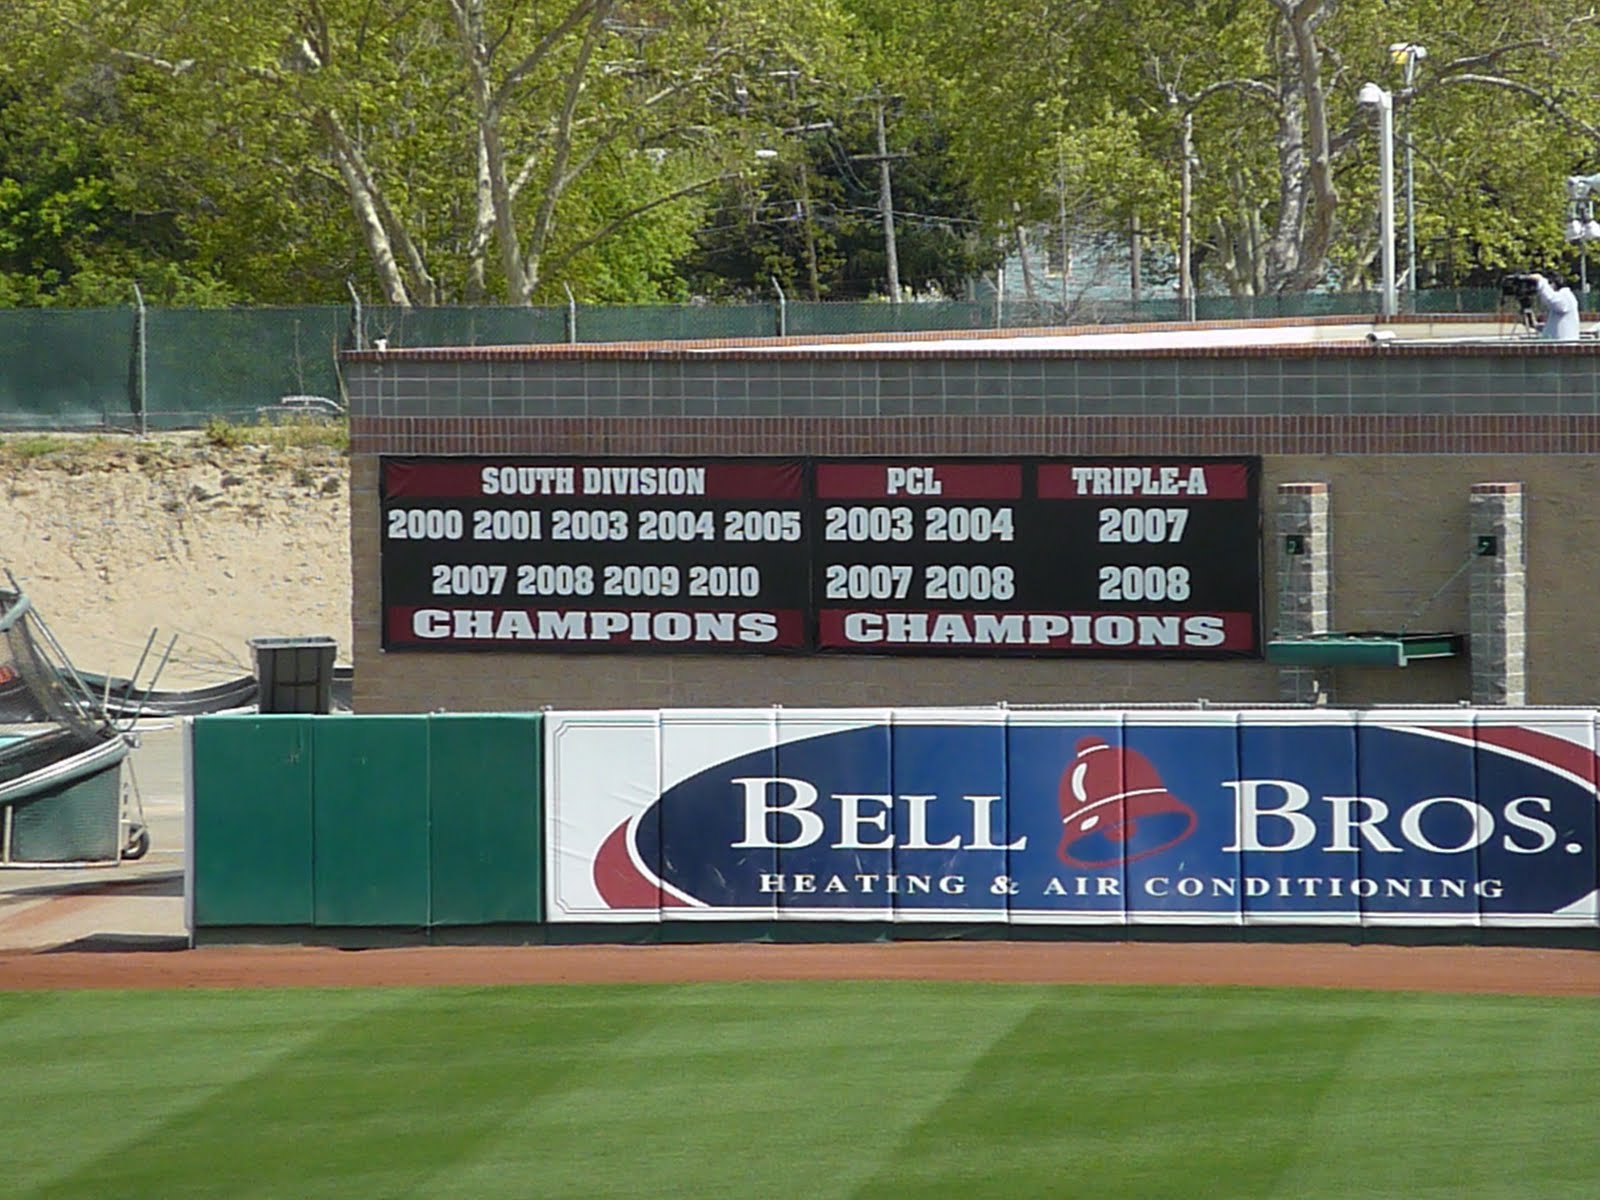 SOUTH DIVISION
2000 2001 2003 2004 2005
2007 2008 2009 2010
CHAMPIONS
PCL
2003 2004
2007 2008
TRIPLE-A
2007
2008
CHAMPIONS
BELL BROS.
HEATING & AIR CONDITIONING